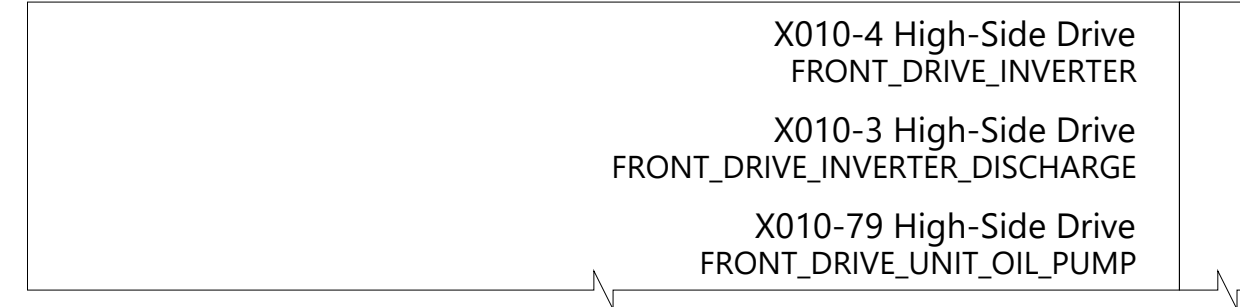 X010-4 High-Side Drive
FRONT_DRIVE_INVERTER
X010-3 High-Side Drive
FRONT_DRIVE_INVERTER_DISCHARGE
X010-79 High-Side Drive
FRONT_DRIVE_UNIT_OIL_PUMP